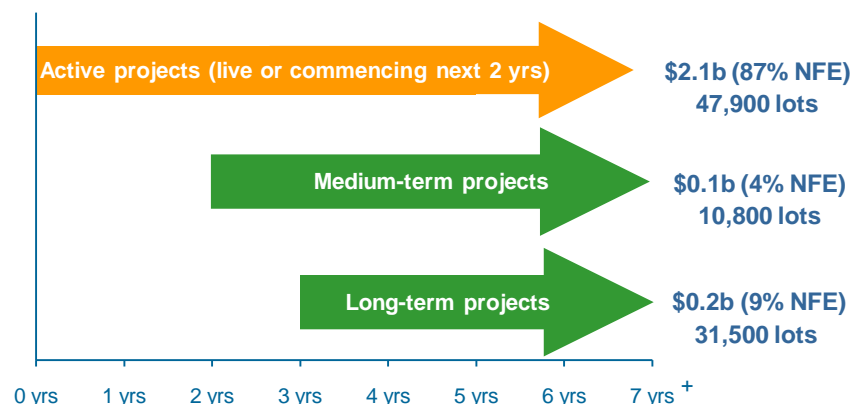 Active projects (live or commencing next 2 yrs)
$2.1b (87% NFE)
47,900 lots
Medium-term projects
$0.1b (4% NFE)
10,800 lots
Long-term projects
$0.2b (9% NFE)
31,500 lots
0 yrs 1 yrs 2 yrs 3 yrs 4 yrs 5 yrs 6 yrs 7 yrs +